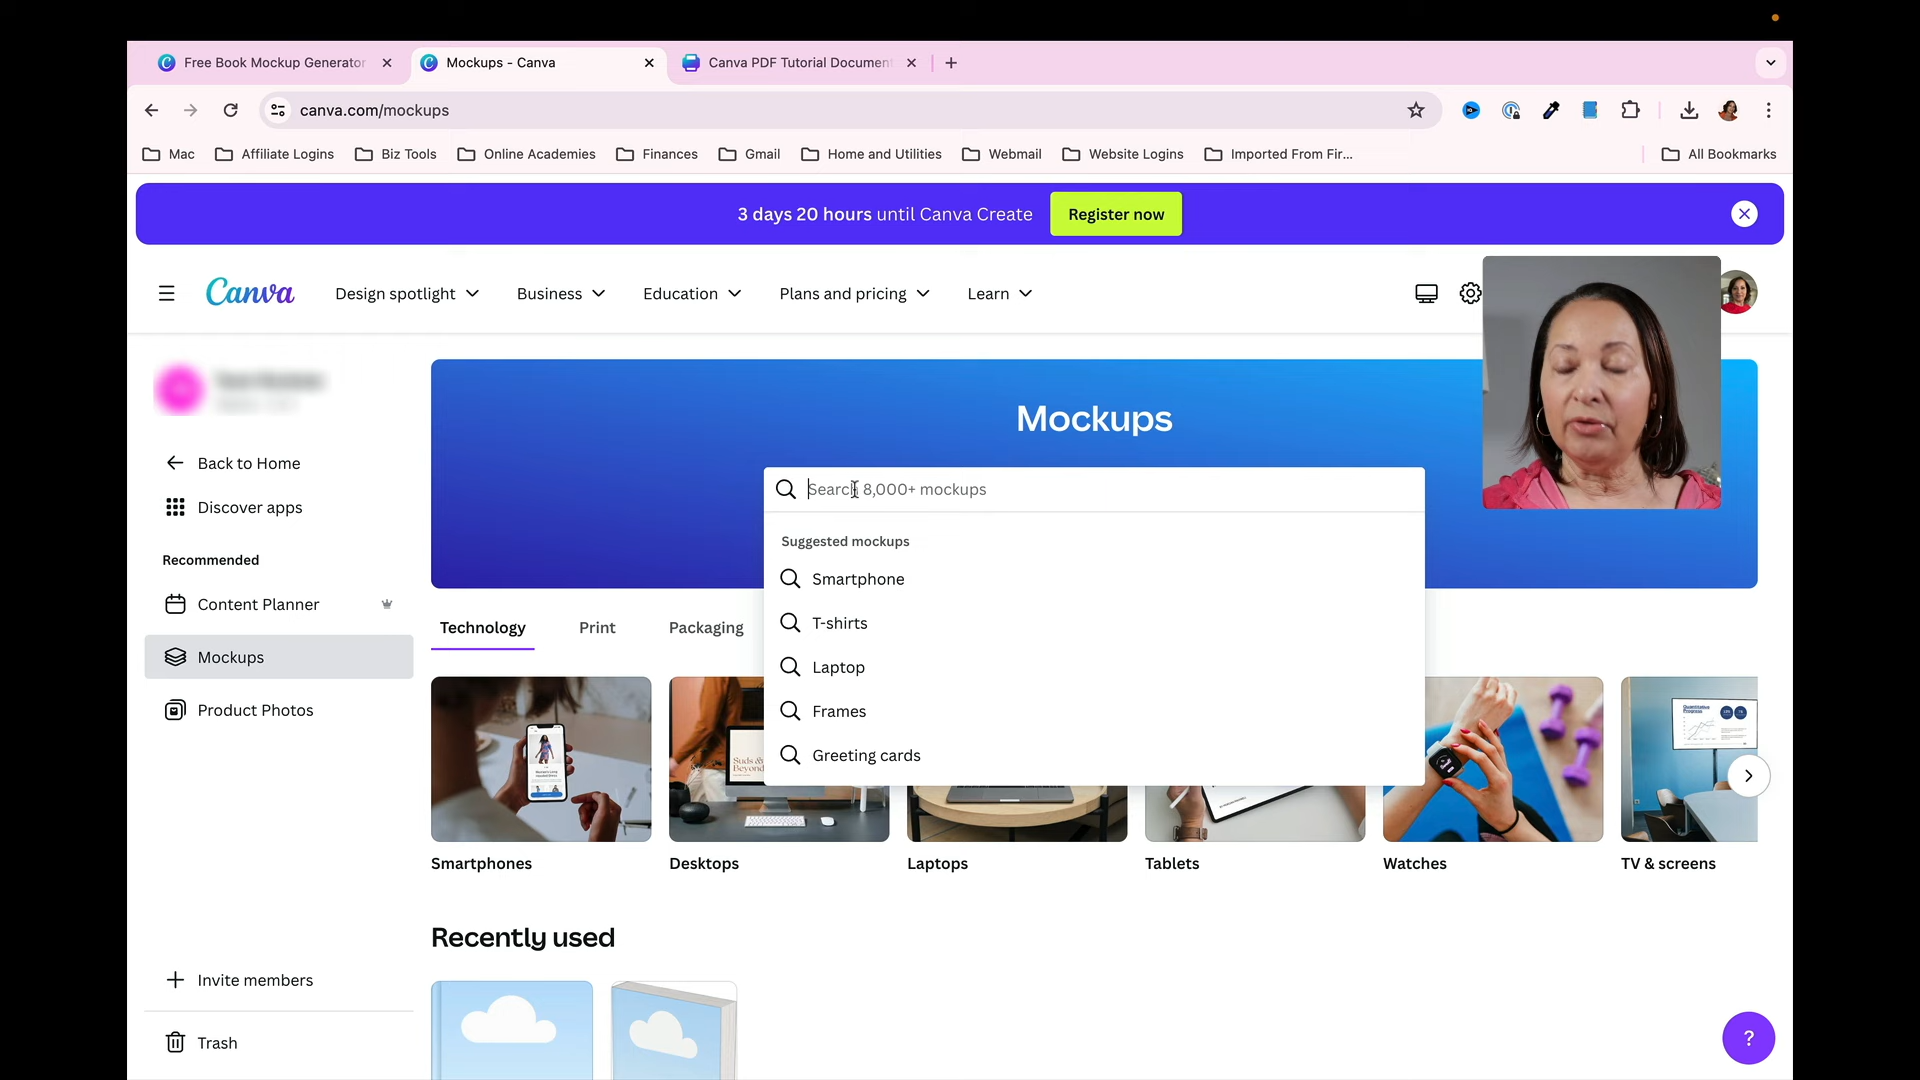 Free Book Mockup Generator
Mockups - Canva
Canva PDF Tutorial Document
canva.com/mockups
Mac
Affiliate Logins
Biz Tools
Online Academies
Finances
Gmail
Home and Utilities
Webmail
Website Logins
Imported From Fir...
All Bookmarks
3 days 20 hours until Canva Create
Register now
Canva
Design spotlight
Business
Education
Plans and pricing
Learn
Mockups
Search 8,000+ mockups
Back to Home
Discover apps
Recommended
Content Planner
Mockups
Product Photos
Invite members
Trash
Suggested mockups
Smartphone
T-shirts
Laptop
Frames
Greeting cards
Technology
Print
Packaging
Suds &
Beyond
Smartphones
Desktops
Laptops
Tablets
Watches
TV & screens
Recently used
?